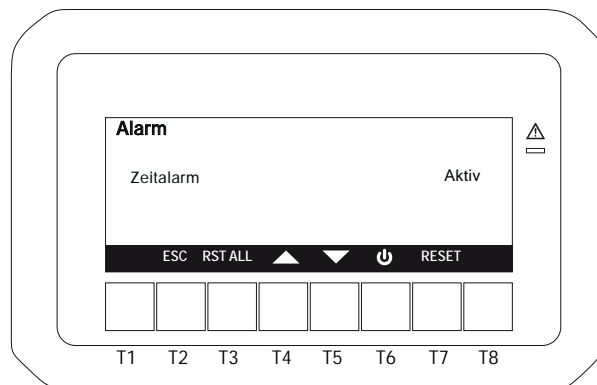 Alarm
Zeitalarm Aktiv
ESC RST ALL RESET
T1 T2 T3 T4 T5 T6 T7 T8